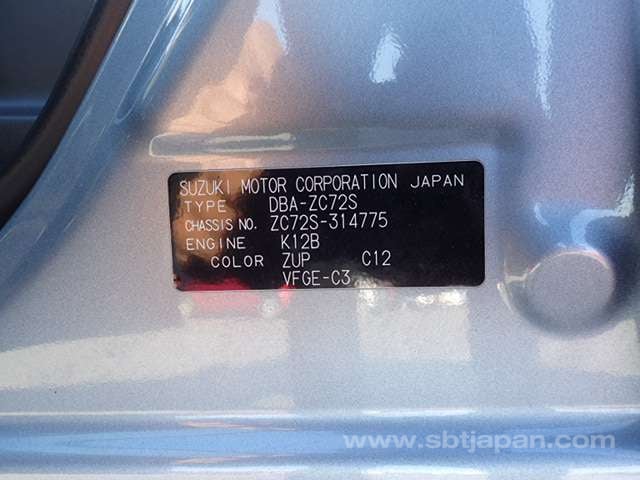 SUZUKI MOTOR CORPORATION JAPAN
TYPE DBA-ZC72S
CHASSIS NO. ZC72S-314775
ENGINE K12B
COLOR ZUP C12
VFGE-C3
www.sbtjapan.com